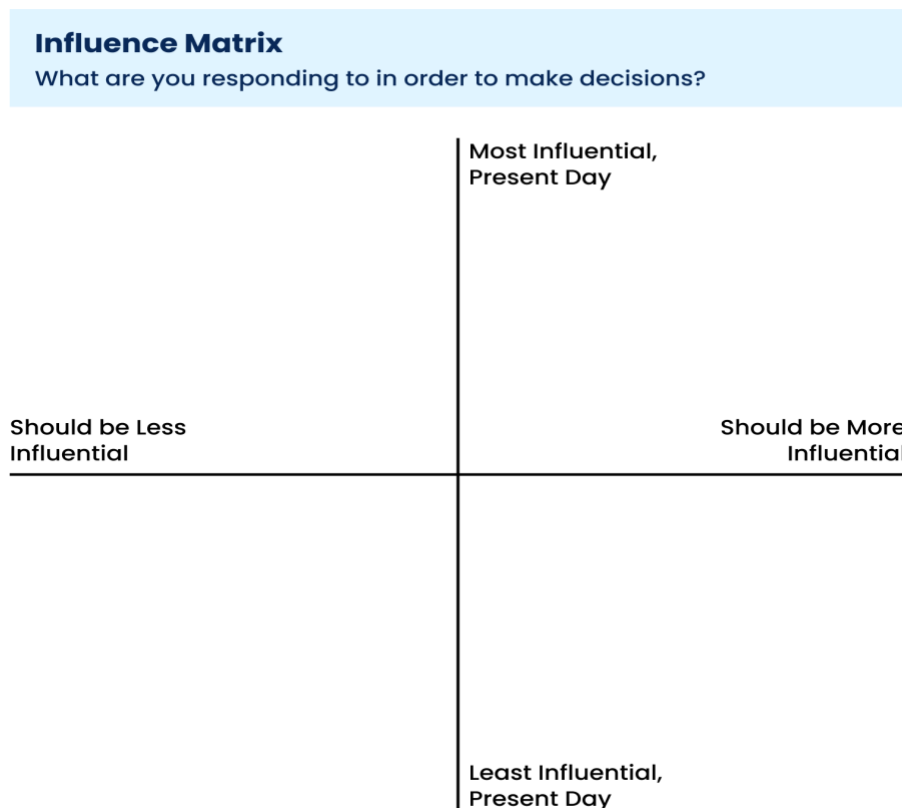 Influence Matrix
What are you responding to in order to make decisions?
Most Influential,
Present Day
Should be Less
Influential
Should be More
Influential
Least Influential,
Present Day